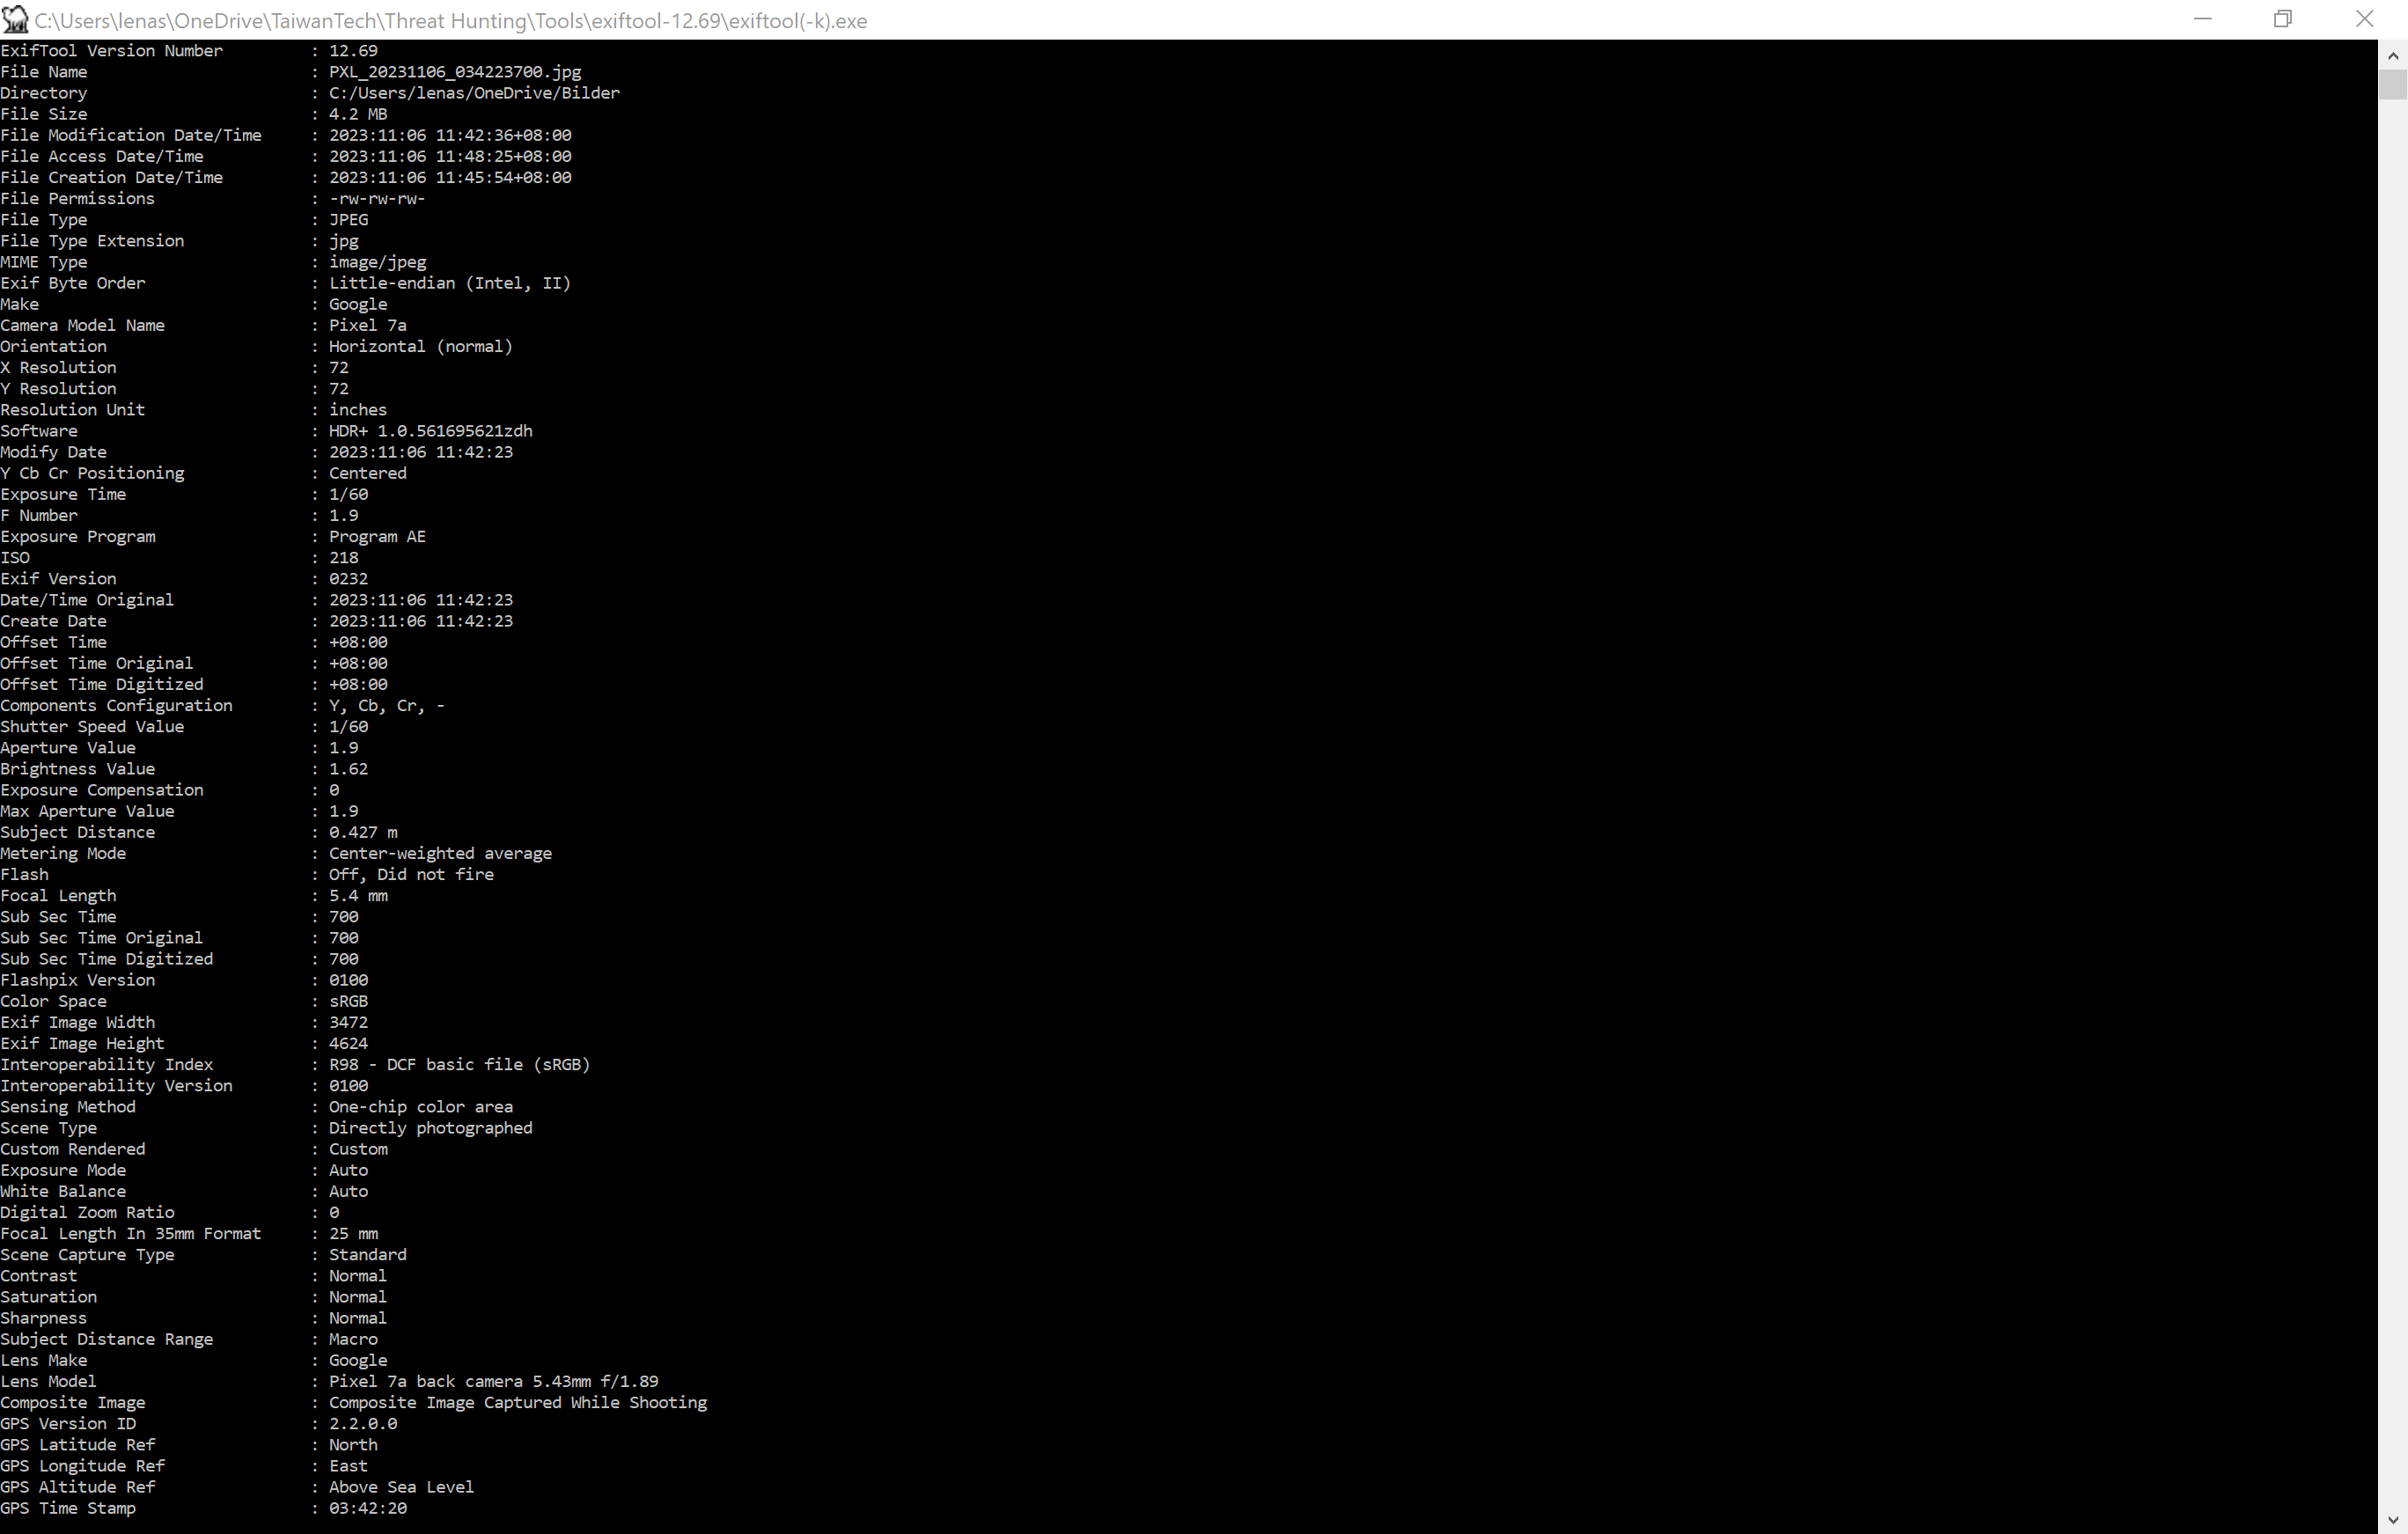 C:\Users\lenas\OneDrive\TaiwanTech\Threat Hunting\Tools\exiftool-12.69\exiftool(-k).exe
ExifTool Version Number : 12.69
File Name : PXL_20231106_034223700.jpg
Directory : C:/Users/lenas/OneDrive/Bilder
File Size : 4.2 MB
File Modification Date/Time : 2023:11:06 11:42:36+08:00
File Access Date/Time : 2023:11:06 11:48:25+08:00
File Creation Date/Time : 2023:11:06 11:45:54+08:00
File Permissions : -rw-rw-rw-
File Type : JPEG
File Type Extension : jpg
MIME Type : image/jpeg
Exif Byte Order : Little-endian (Intel, II)
Make : Google
Camera Model Name : Pixel 7a
Orientation : Horizontal (normal)
X Resolution : 72
Y Resolution : 72
Resolution Unit : inches
Software : HDR+ 1.0.561695621zdh
Modify Date : 2023:11:06 11:42:23
Y Cb Cr Positioning : Centered
Exposure Time : 1/60
F Number : 1.9
Exposure Program : Program AE
ISO : 218
Exif Version : 0232
Date/Time Original : 2023:11:06 11:42:23
Create Date : 2023:11:06 11:42:23
Offset Time : +08:00
Offset Time Original : +08:00
Offset Time Digitized : +08:00
Components Configuration : Y, Cb, Cr, -
Shutter Speed Value : 1/60
Aperture Value : 1.9
Brightness Value : 1.62
Exposure Compensation : 0
Max Aperture Value : 1.9
Subject Distance : 0.427 m
Metering Mode : Center-weighted average
Flash : Off, Did not fire
Focal Length : 5.4 mm
Sub Sec Time : 700
Sub Sec Time Original : 700
Sub Sec Time Digitized : 700
Flashpix Version : 0100
Color Space : sRGB
Exif Image Width : 3472
Exif Image Height : 4624
Interoperability Index : R98 - DCF basic file (sRGB)
Interoperability Version : 0100
Sensing Method : One-chip color area
Scene Type : Directly photographed
Custom Rendered : Custom
Exposure Mode : Auto
White Balance : Auto
Digital Zoom Ratio : 0
Focal Length In 35mm Format : 25 mm
Scene Capture Type : Standard
Contrast : Normal
Saturation : Normal
Sharpness : Normal
Subject Distance Range : Macro
Lens Make : Google
Lens Model : Pixel 7a back camera 5.43mm f/1.89
Composite Image : Composite Image Captured While Shooting
GPS Version ID : 2.2.0.0
GPS Latitude Ref : North
GPS Longitude Ref : East
GPS Altitude Ref : Above Sea Level
GPS Time Stamp : 03:42:20